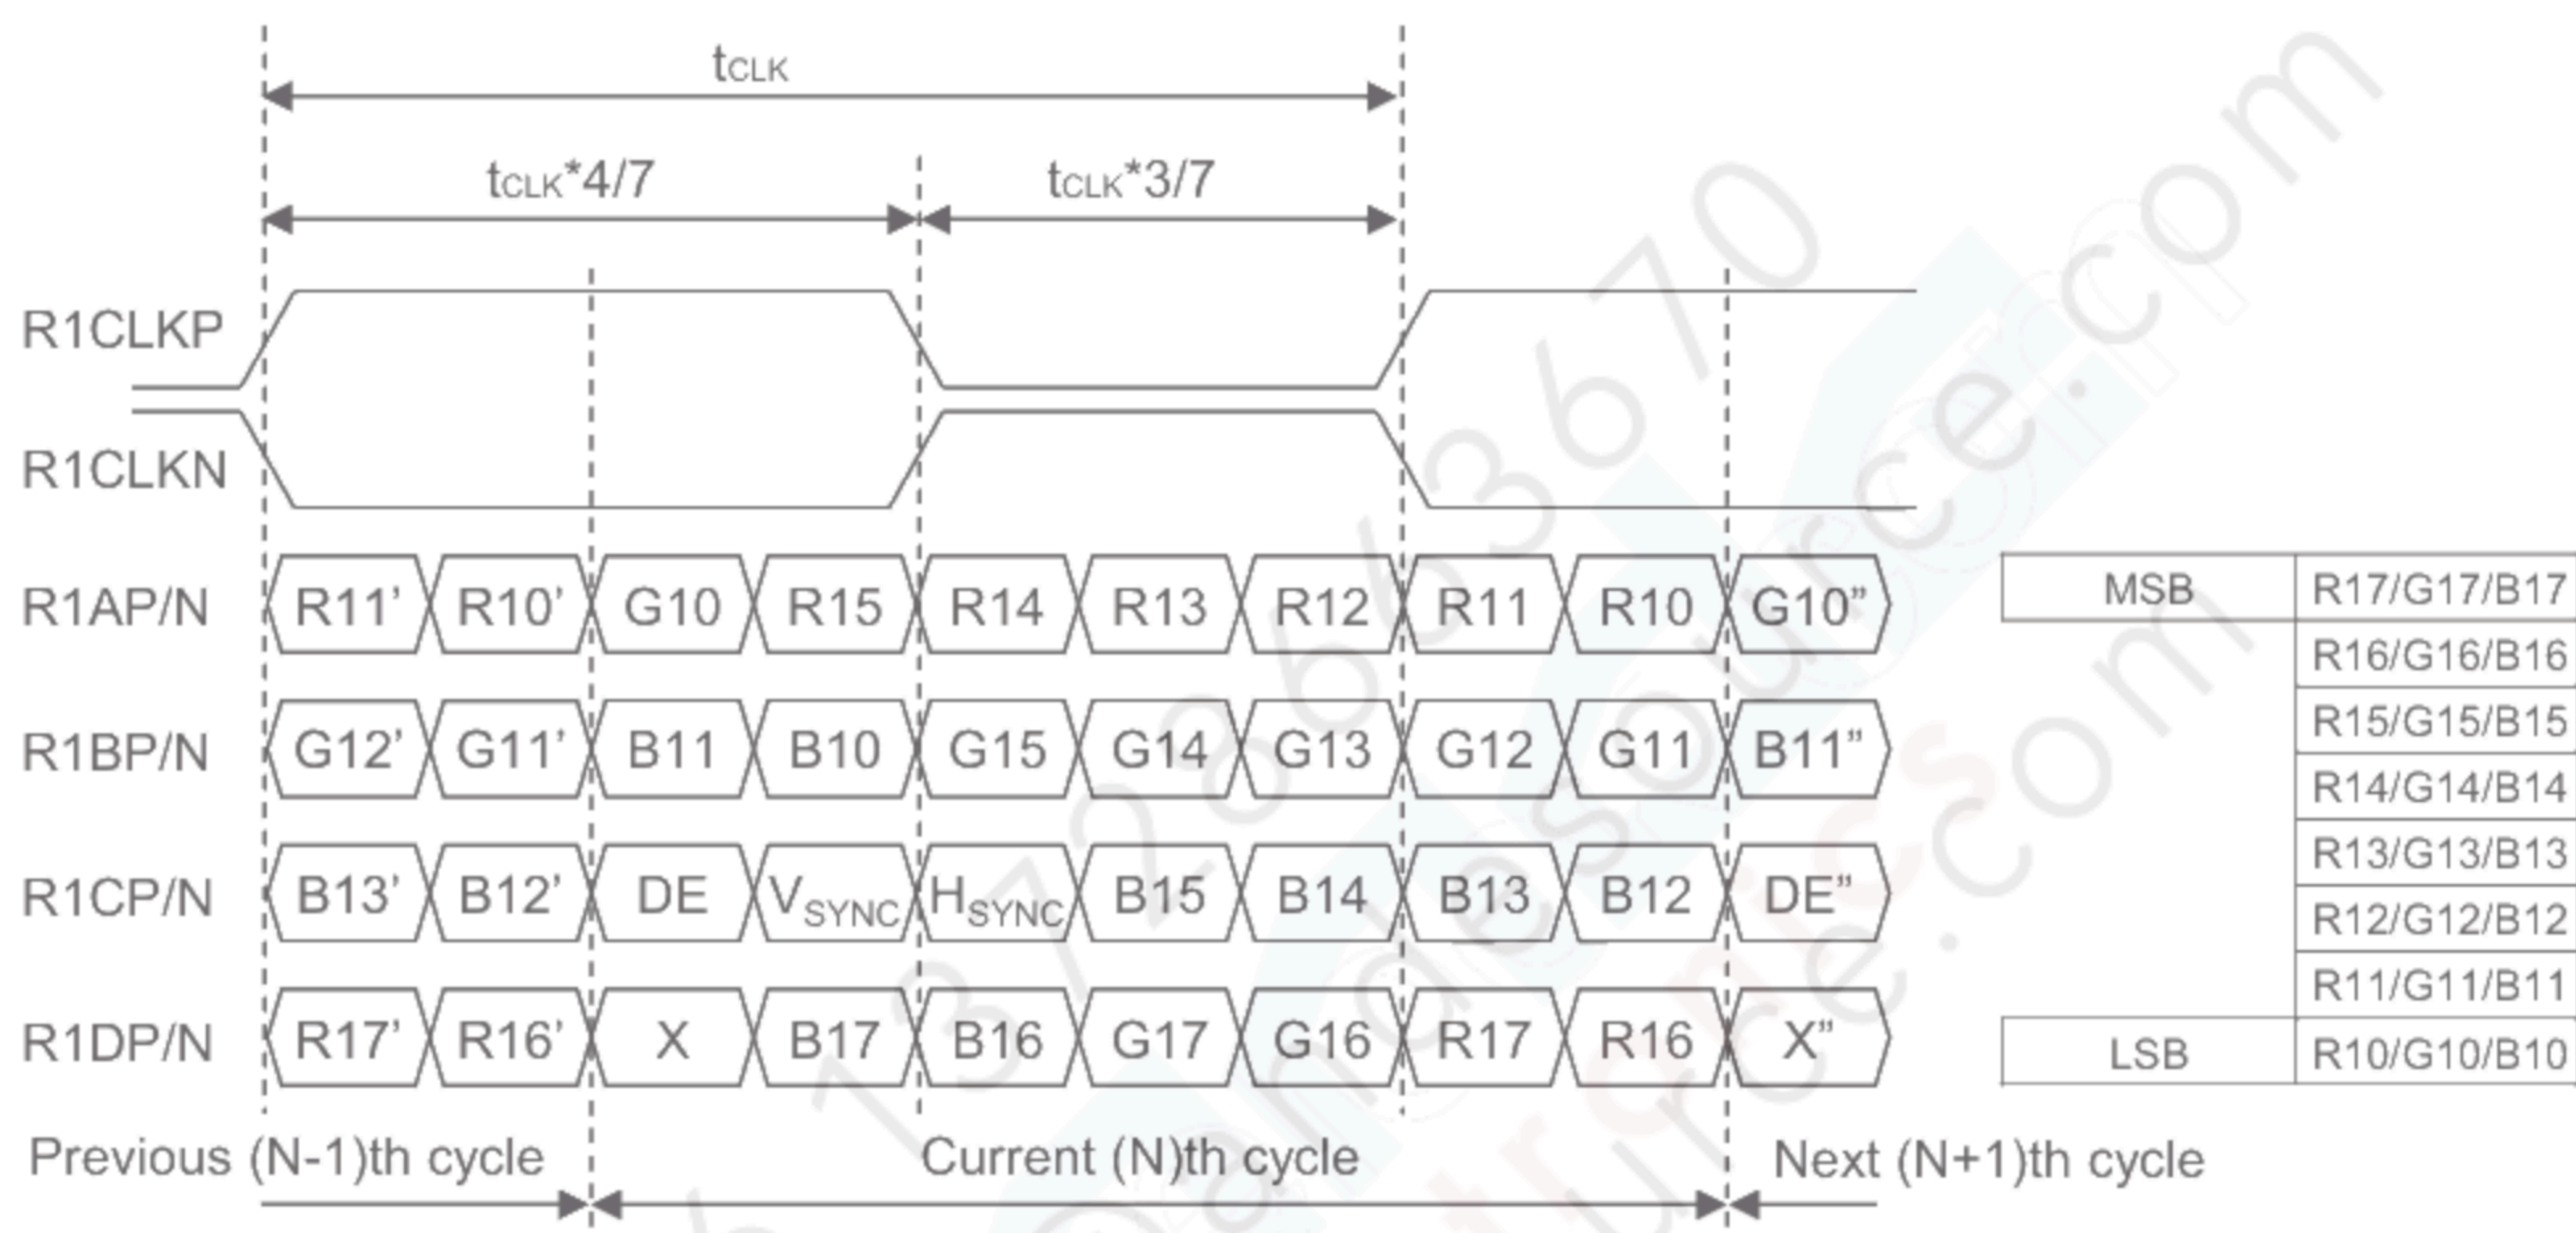 tCLK
tCLK*4/7 tCLK*3/7
R1CLKP
R1CLKN
R1AP/N R11’ R10’ G10 R15 R14 R13 R12 R11 R10 G10”
R1BP/N G12’ G11’ B11 B10 G15 G14 G13 G12 G11 B11”
R1CP/N B13’ B12’ DE VSYNC HSYNC B15 B14 B13 B12 DE”
R1DP/N R17’ R16’ X B17 B16 G17 G16 R17 R16 X”
MSB R17/G17/B17
R16/G16/B16
R15/G15/B15
R14/G14/B14
R13/G13/B13
R12/G12/B12
R11/G11/B11
LSB R10/G10/B10
Previous (N-1)th cycle Current (N)th cycle Next (N+1)th cycle
13728663670